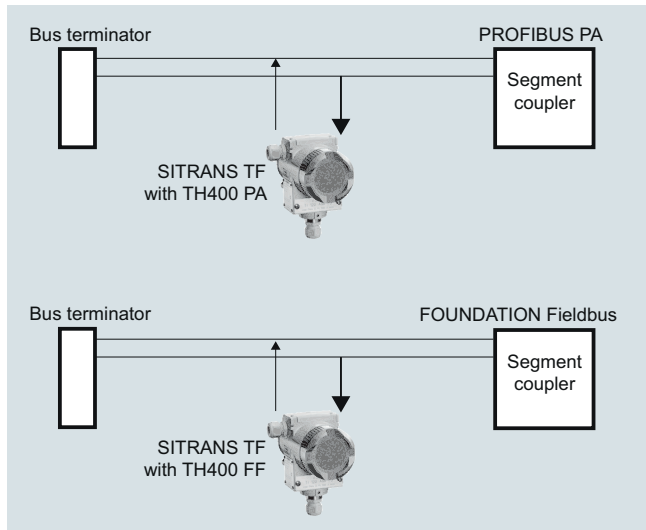 Bus terminator
PROFIBUS PA
Segment
coupler
SITRANS TF
with TH400 PA
Bus terminator
FOUNDATION Fieldbus
Segment
coupler
SITRANS TF
with TH400 FF